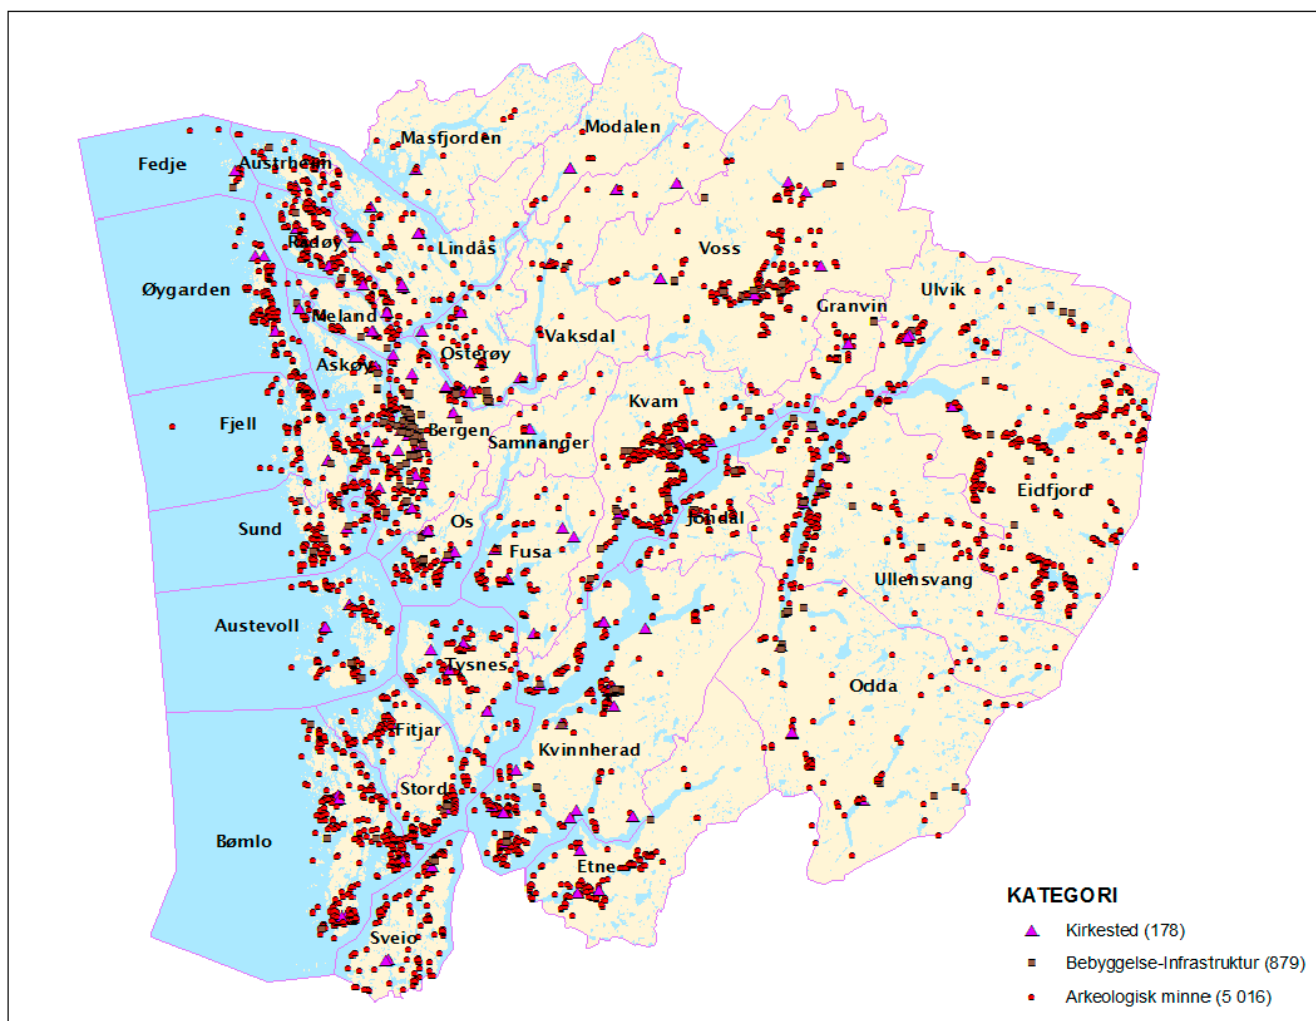 Masfjorden
Modalen
Fedje
Austrheim
Radøy
Lindås
Voss
Øygarden
Ulvik
Meland
Granvin
Vaksdal
Osterøy
Askøy
Kvam
Fjell
Bergen
Samnanger
Eidfjord
Sund
Os
Jondal
Fusa
Ullensvang
Austevoll
Tysnes
Odda
Fitjar
Kvinnherad
Stord
Bømlo
Etne
Sveio
KATEGORI
Kirkested (178)
Bebyggelse-Infrastruktur (879)
Arkeologisk minne (5 016)